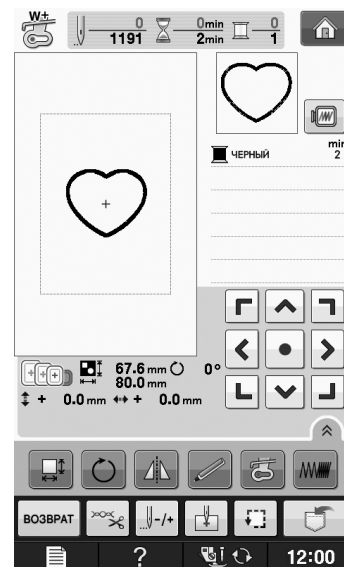 W+ 0 1191 0min 2min 0 1
ЧЕРНЫЙ min 2
67.6 mm 0°
80.0 mm
+ 0.0 mm + 0.0 mm
ВОЗВРАТ -/+
? 12:00